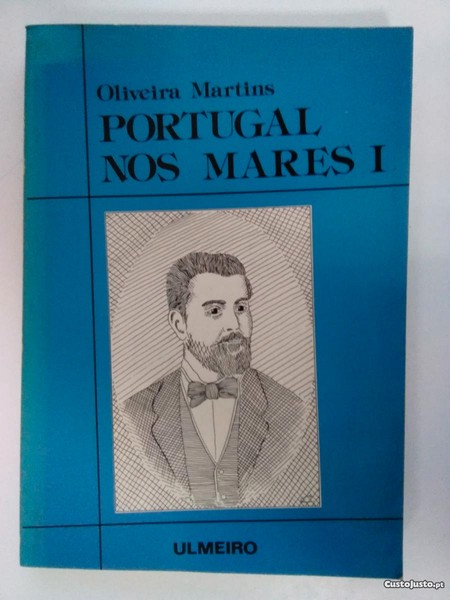 Oliveira Martins
PORTUGAL
NOS MARES I
ULMEIRO
CustoJusto.pt